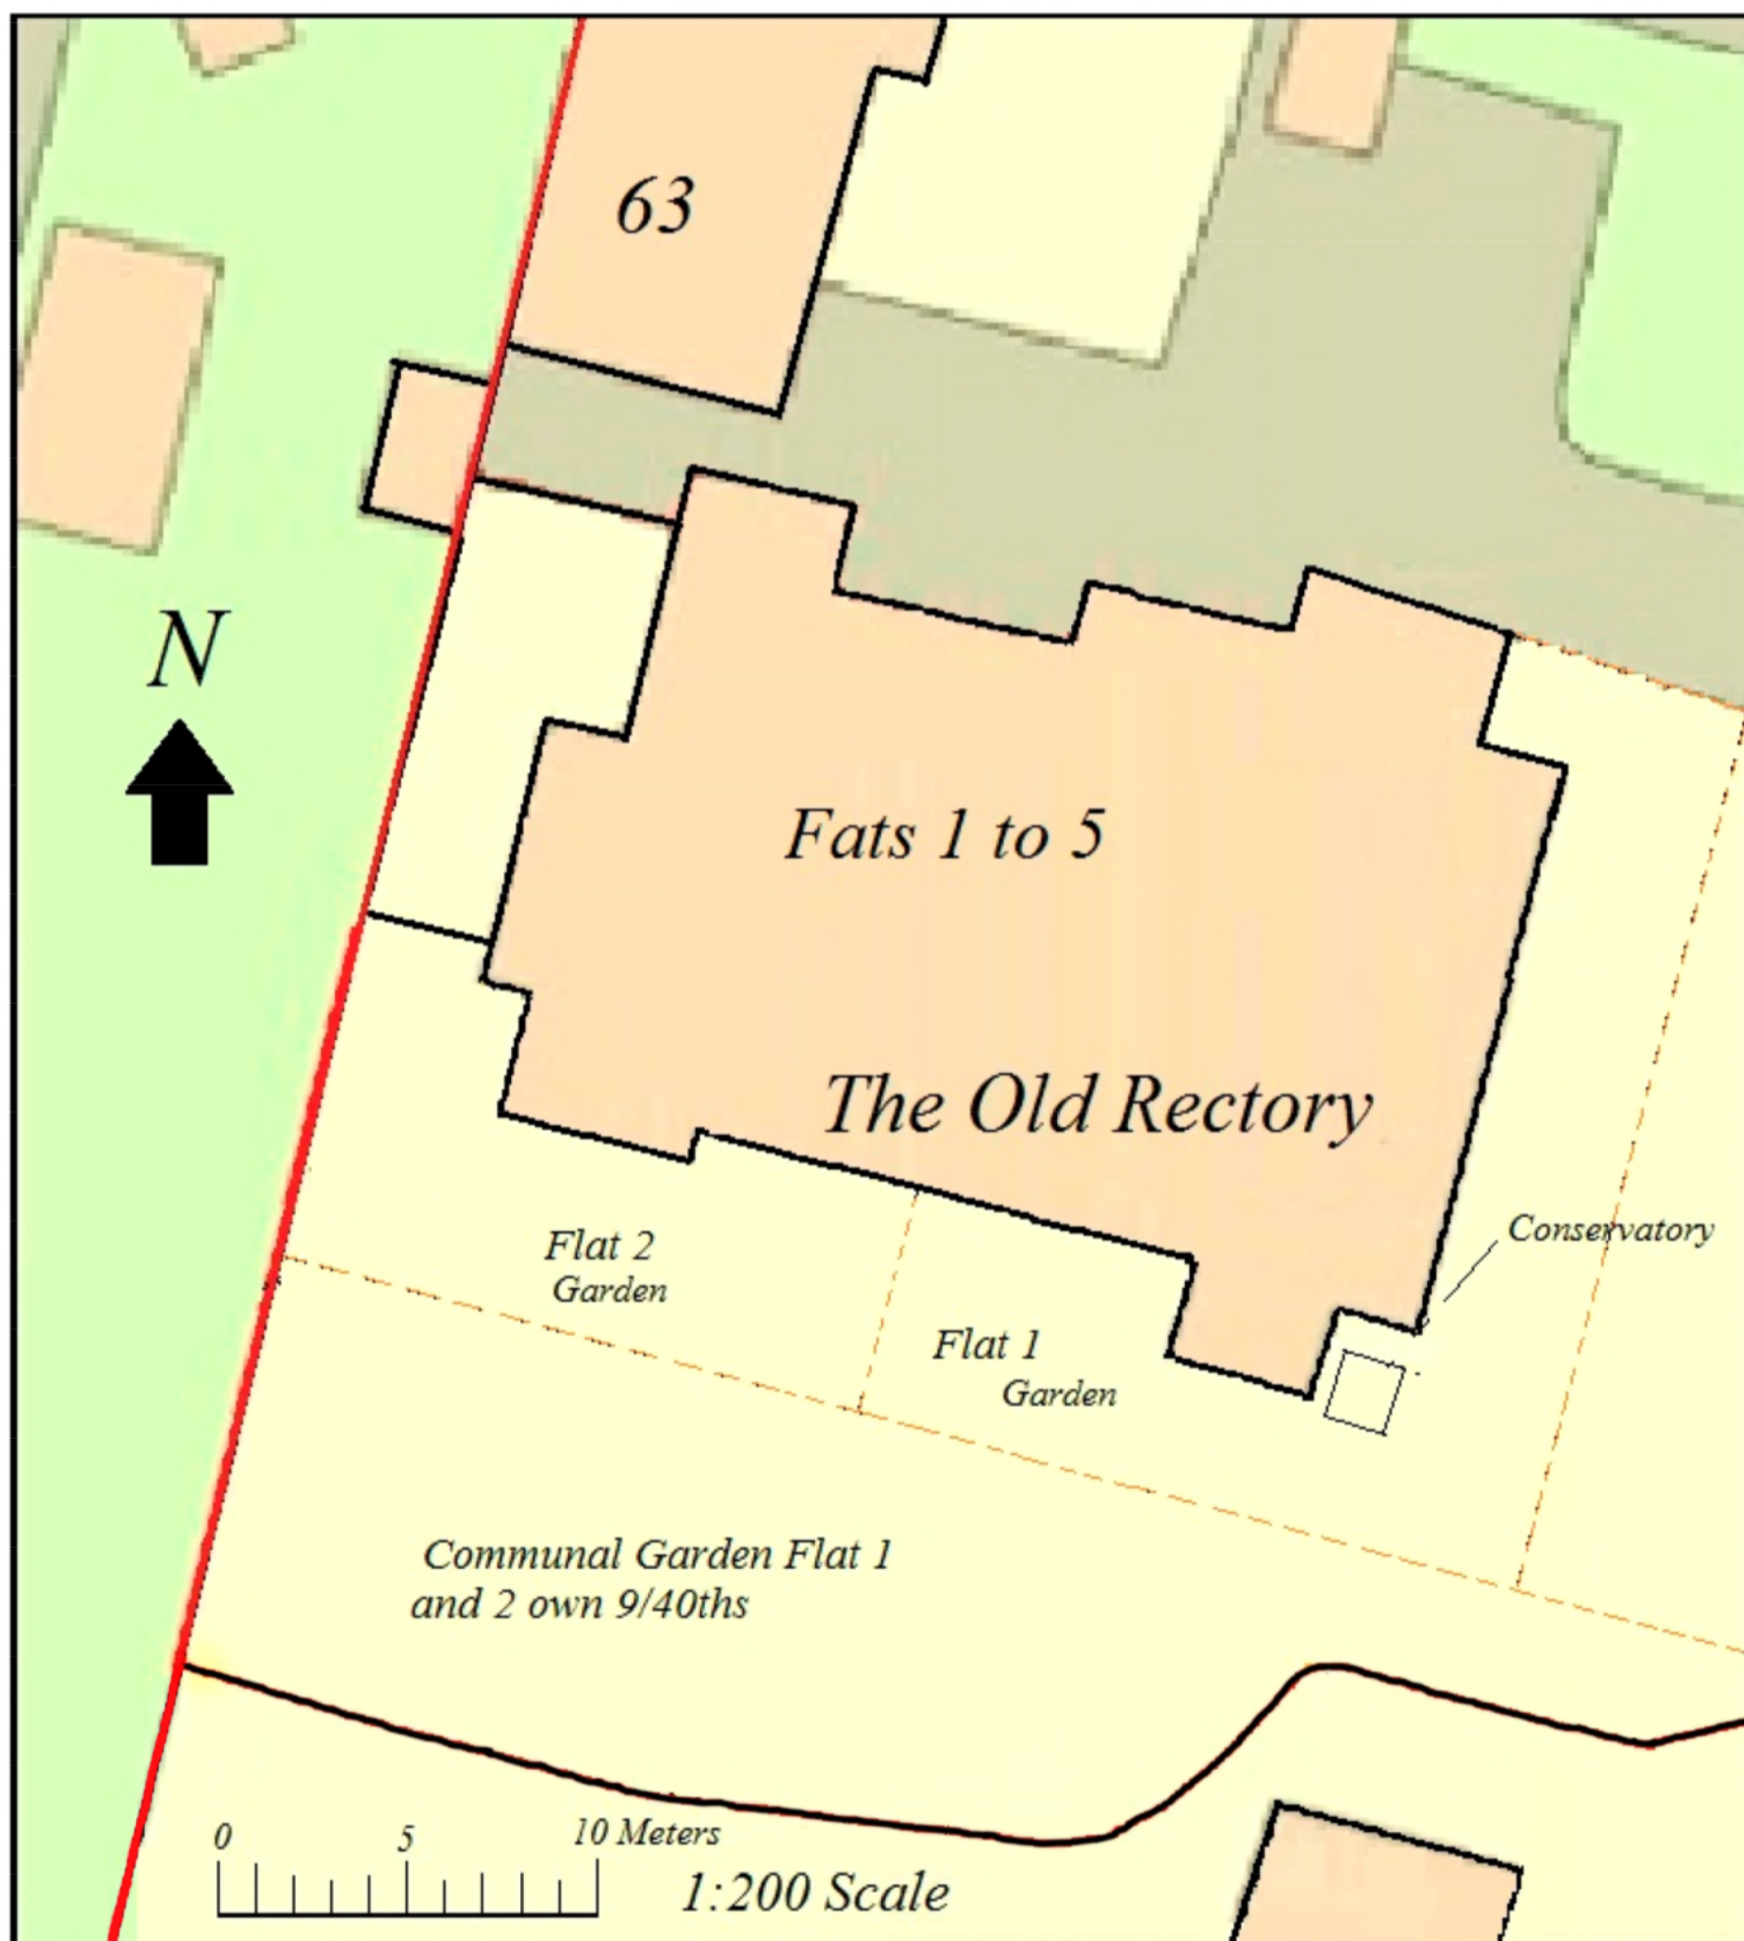 63
N
Fats 1 to 5
The Old Rectory
Conservatory
Flat 2
Garden
Flat 1
Garden
Communal Garden Flat 1
and 2 own 9/40ths
0 5 10 Meters
1:200 Scale